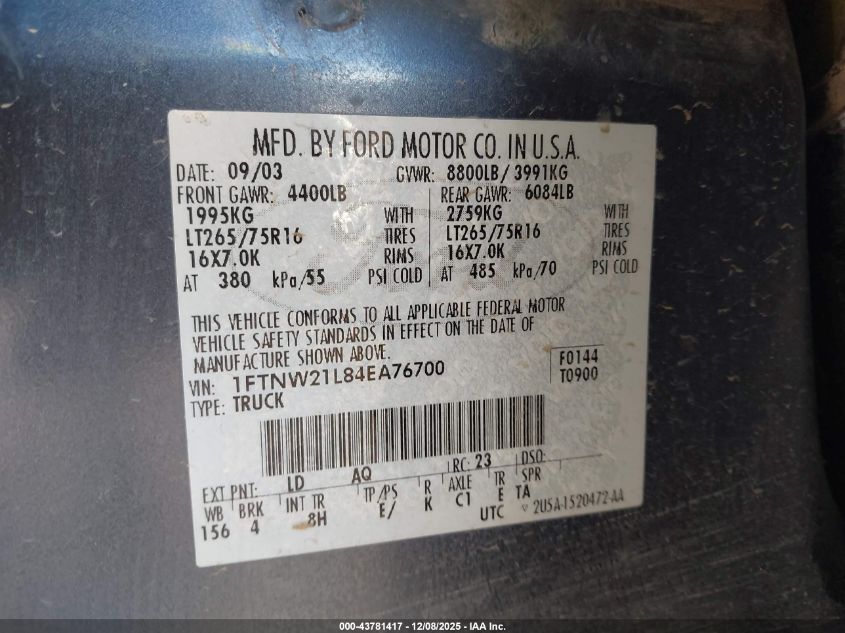 MFD. BY FORD MOTOR CO. IN U.S.A.
DATE: 09/03 GVWR: 8800LB/ 3991KG
FRONT GAWR: 4400LB REAR GAWR: 6084LB
1995KG WITH 2759KG WITH
LT265/75R16 TIRES LT265/75R16 TIRES
16X7.0K RIMS 16X7.0K RIMS
AT 380 kPa/55 PSI COLD AT 485 kPa/70 PSI COLD
THIS VEHICLE CONFORMS TO ALL APPLICABLE FEDERAL MOTOR
VEHICLE SAFETY STANDARDS IN EFFECT ON THE DATE OF
MANUFACTURE SHOWN ABOVE.
VIN: 1FTNW21L84EA76700 F0144
TYPE: TRUCK T0900
EXT PNT: LD AQ RC: 23 DSO:
WB BRK INT TR TP/PS R AXLE TR SPR
156 4 8H E/ K C1 E TA
UTC 2U5A-1520472-AA
000-43781417 - 12/08/2025 - IAA Inc.